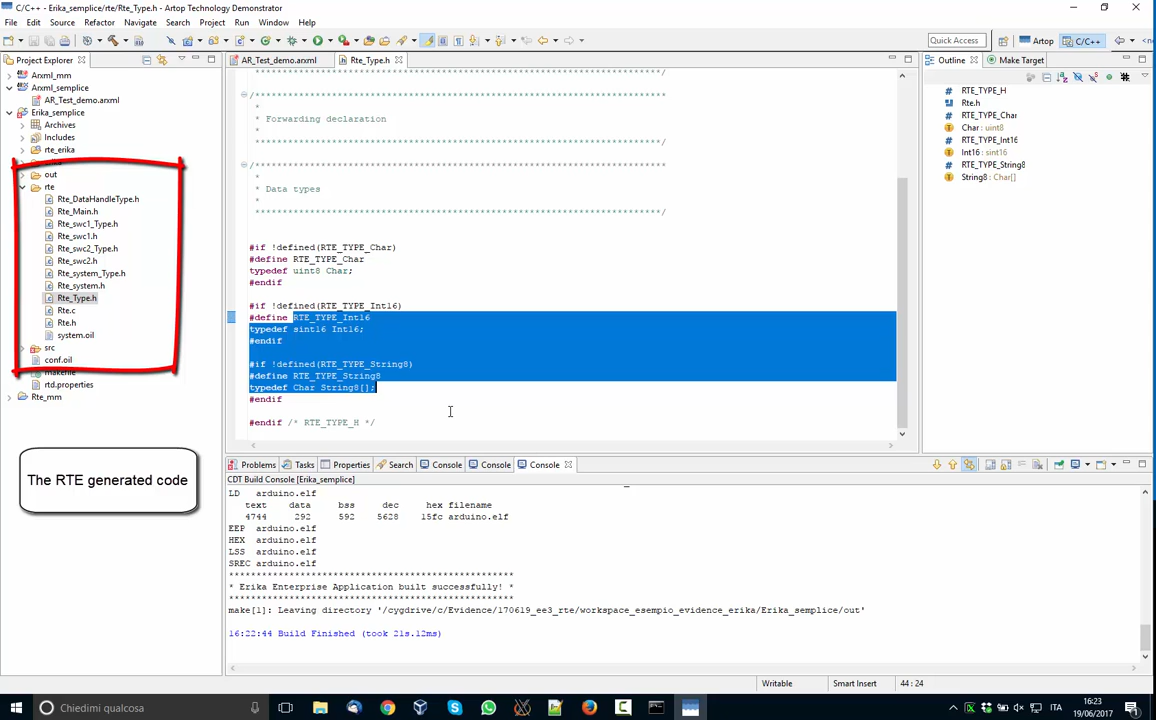 C/C++ - Erika_semplice/rte/Rte_Type.h - Artop Technology Demonstrator
File Edit Source Refactor Navigate Search Project Run Window Help
Quick Access Artop C/C++
Project Explorer
Arxml_mm
Arxml_semplice
AR_Test_demo.arxml
Erika_semplice
Archives
Includes
rte_erika
out
rte
Rte_DataHandleType.h
Rte_Main.h
Rte_swc1_Type.h
Rte_swc1.h
Rte_swc2_Type.h
Rte_swc2.h
Rte_system_Type.h
Rte_system.h
Rte_Type.h
Rte.c
Rte.h
system.oil
src
conf.oil
makefile
rtd.properties
Rte_mm
The RTE generated code
AR_Test_demo.arxml Rte_Type.h
***************************************************************************/
/***************************************************************************
*
* Forwarding declaration
*
***************************************************************************/
/***************************************************************************
*
* Data types
*
***************************************************************************/
#if !defined(RTE_TYPE_Char)
#define RTE_TYPE_Char
typedef uint8 Char;
#endif
#if !defined(RTE_TYPE_Int16)
#define RTE_TYPE_Int16
typedef sint16 Int16;
#endif
#if !defined(RTE_TYPE_String8)
#define RTE_TYPE_String8
typedef Char String8[];
#endif
#endif /* RTE_TYPE_H */
Outline Make Target
RTE_TYPE_H
Rte.h
RTE_TYPE_Char
Char : uint8
RTE_TYPE_Int16
Int16 : sint16
RTE_TYPE_String8
String8 : Char[]
Problems Tasks Properties Search Console Console Console
CDT Build Console [Erika_semplice]
LD arduino.elf
text data bss dec hex filename
4744 292 592 5628 15fc arduino.elf
EEP arduino.elf
HEX arduino.elf
LSS arduino.elf
SREC arduino.elf
****************************************************
* Erika Enterprise Application built successfully! *
****************************************************
make[1]: Leaving directory '/cygdrive/c/Evidence/170619_ee3_rte/workspace_esempio_evidence_erika/Erika_semplice/out'
16:22:44 Build Finished (took 21s.12ms)
Writable Smart Insert 44 : 24
Chiedimi qualcosa
ITA
16:23
19/06/2017